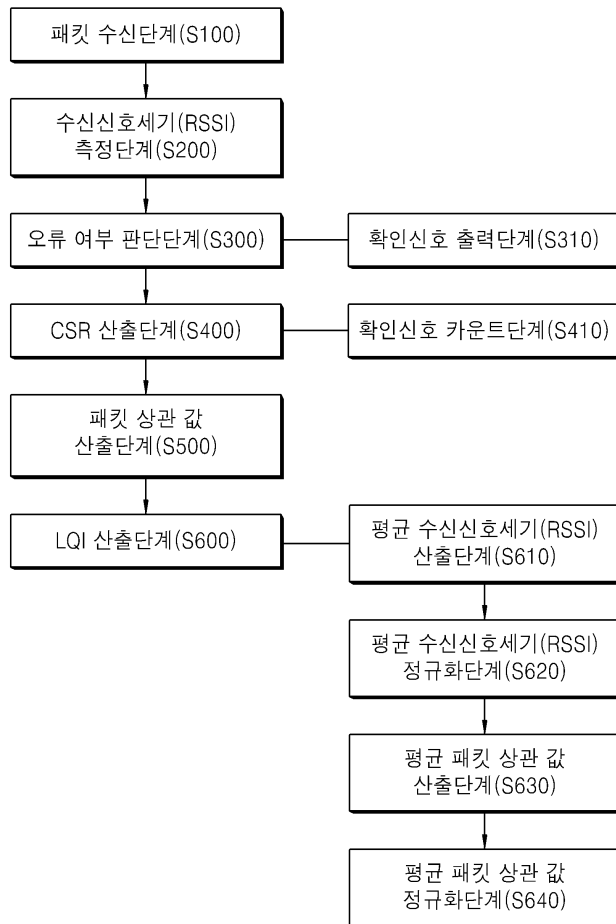 패킷 수신단계(S100)
수신신호세기(RSSI)
측정단계(S200)
오류 여부 판단단계(S300)
확인신호 출력단계(S310)
CSR 산출단계(S400)
확인신호 카운트단계(S410)
패킷 상관 값
산출단계(S500)
LQI 산출단계(S600)
평균 수신신호세기(RSSI)
산출단계(S610)
평균 수신신호세기(RSSI)
정규화단계(S620)
평균 패킷 상관 값
산출단계(S630)
평균 패킷 상관 값
정규화단계(S640)